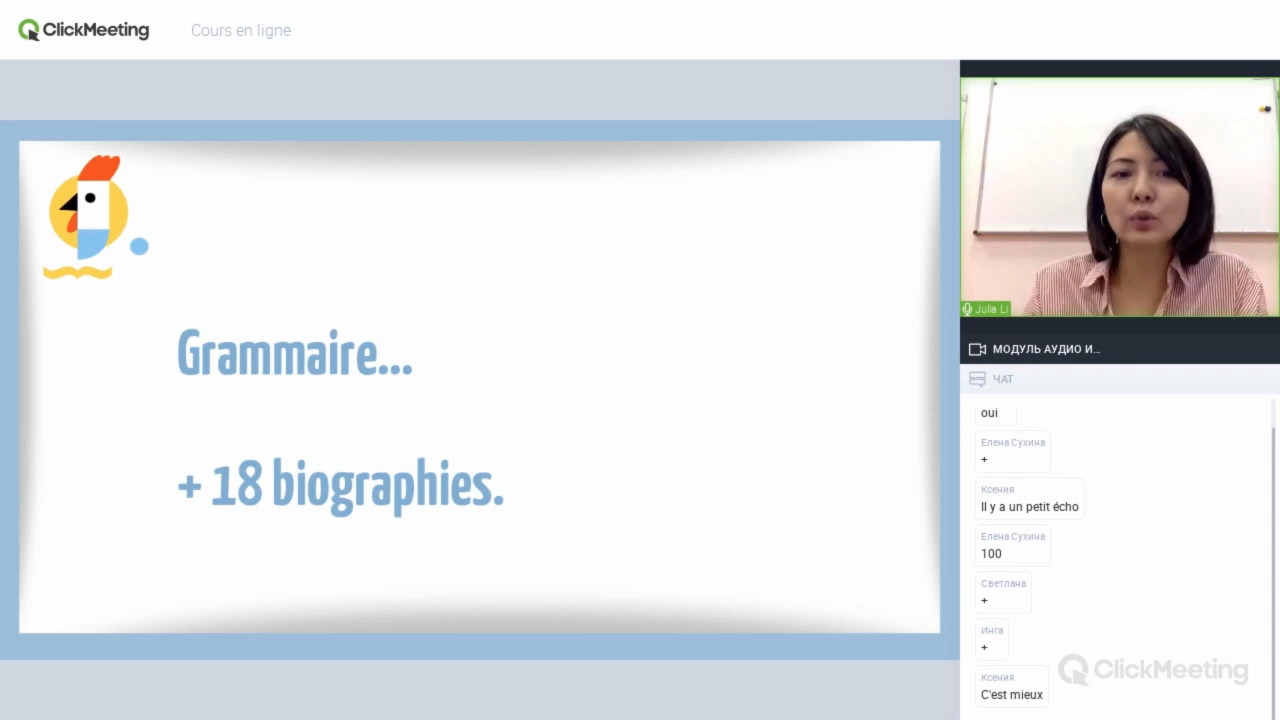 ClickMeeting
Cours en ligne
Grammaire...
+ 18 biographies.
Julia Li
МОДУЛЬ АУДИО И...
ЧАТ
oui
Елена Сухина
+
Ксения
Il y a un petit écho
Елена Сухина
100
Светлана
+
Инга
+
Ксения
C'est mieux
ClickMeeting